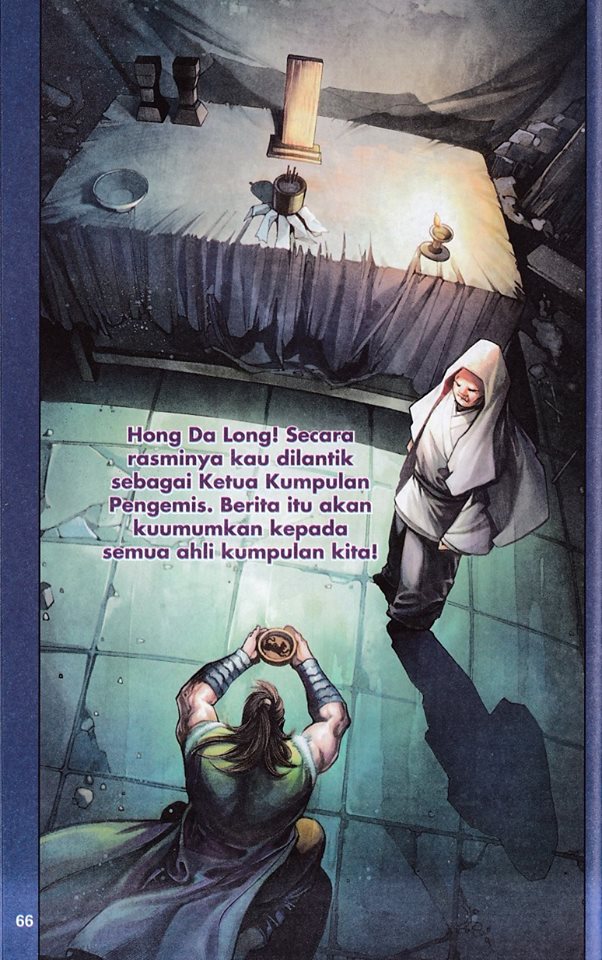 Hong Da Long! Secara
rasminya kau dilantik
sebagai Ketua Kumpulan
Pengemis. Berita itu akan
kuumumkan kepada
semua ahli kumpulan kita!
66